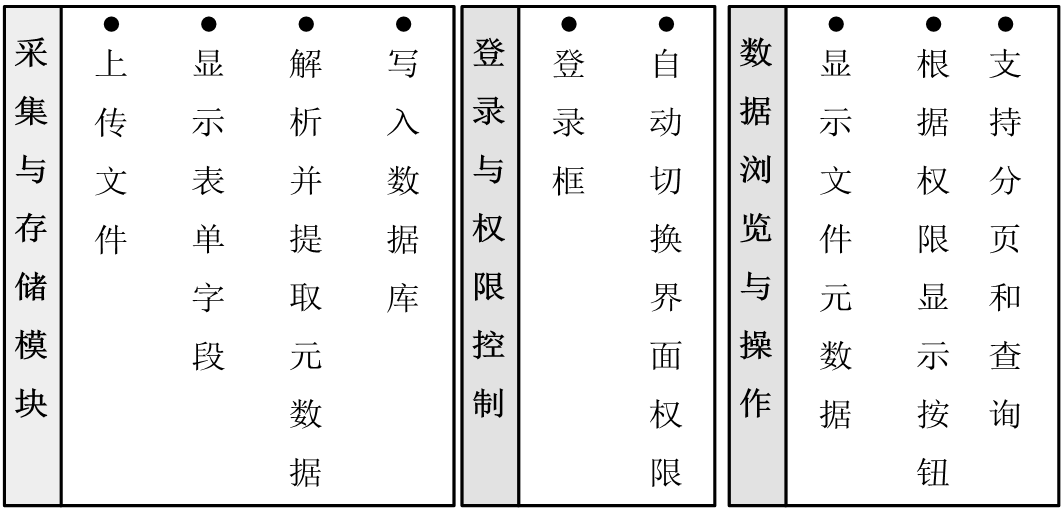 采集与存储模块
● 上传文件
● 显示表单字段
● 解析并提取元数据
● 写入数据库
登录与权限控制
● 登录框
● 自动切换界面权限
数据浏览与操作
● 显示文件元数据
● 根据权限显示按钮
● 支持分页和查询